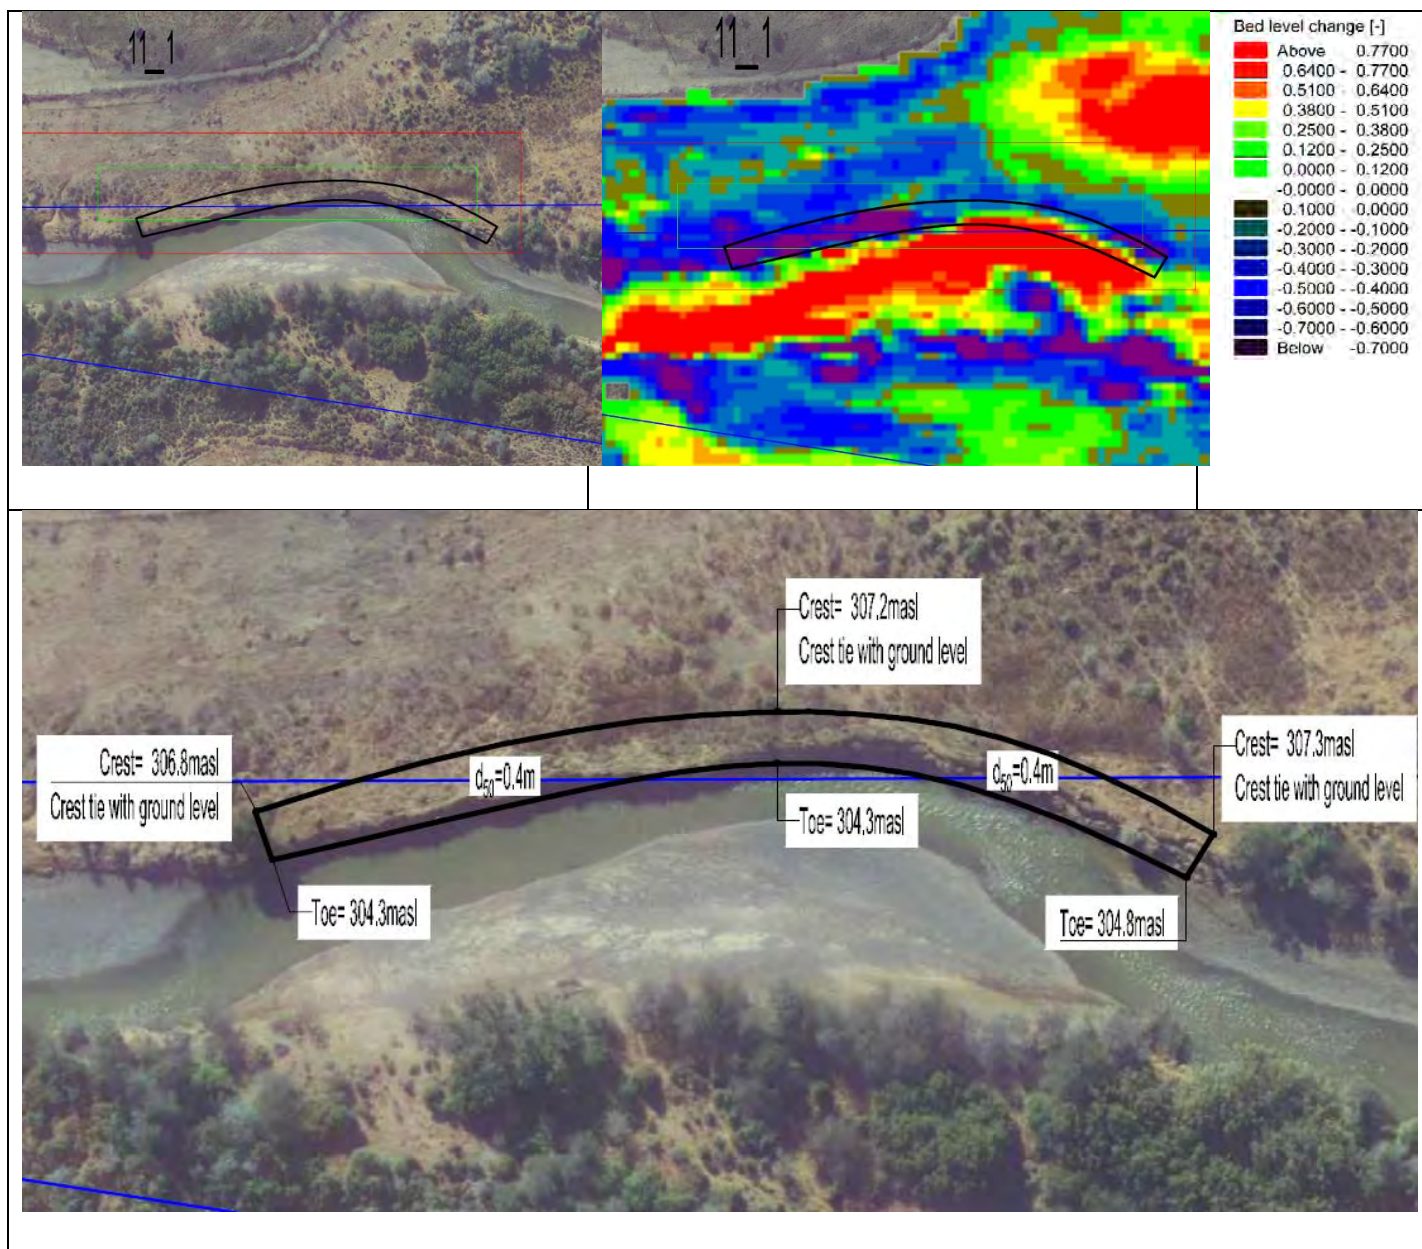 11_1
11_1
Bed level change [-]
Above 0.7700
0.6400 - 0.7700
0.5100 - 0.6400
0.3800 - 0.5100
0.2500 - 0.3800
0.1200 - 0.2500
0.0000 - 0.1200
-0.0000 - 0.0000
0.1000 0.0000
-0.2000 - -0.1000
-0.3000 - -0.2000
-0.4000 - -0.3000
-0.5000 - -0.4000
-0.6000 - -0.5000
-0.7000 - -0.6000
Below -0.7000
Crest= 307,2masl
Crest tie with ground level
Crest= 306.8masl
Crest tie with ground level
d50=0.4m
d50=0.4m
Crest= 307.3masl
Crest tie with ground level
Toe= 304,3masl
Toe= 304.3masl
Toe= 304.8masl